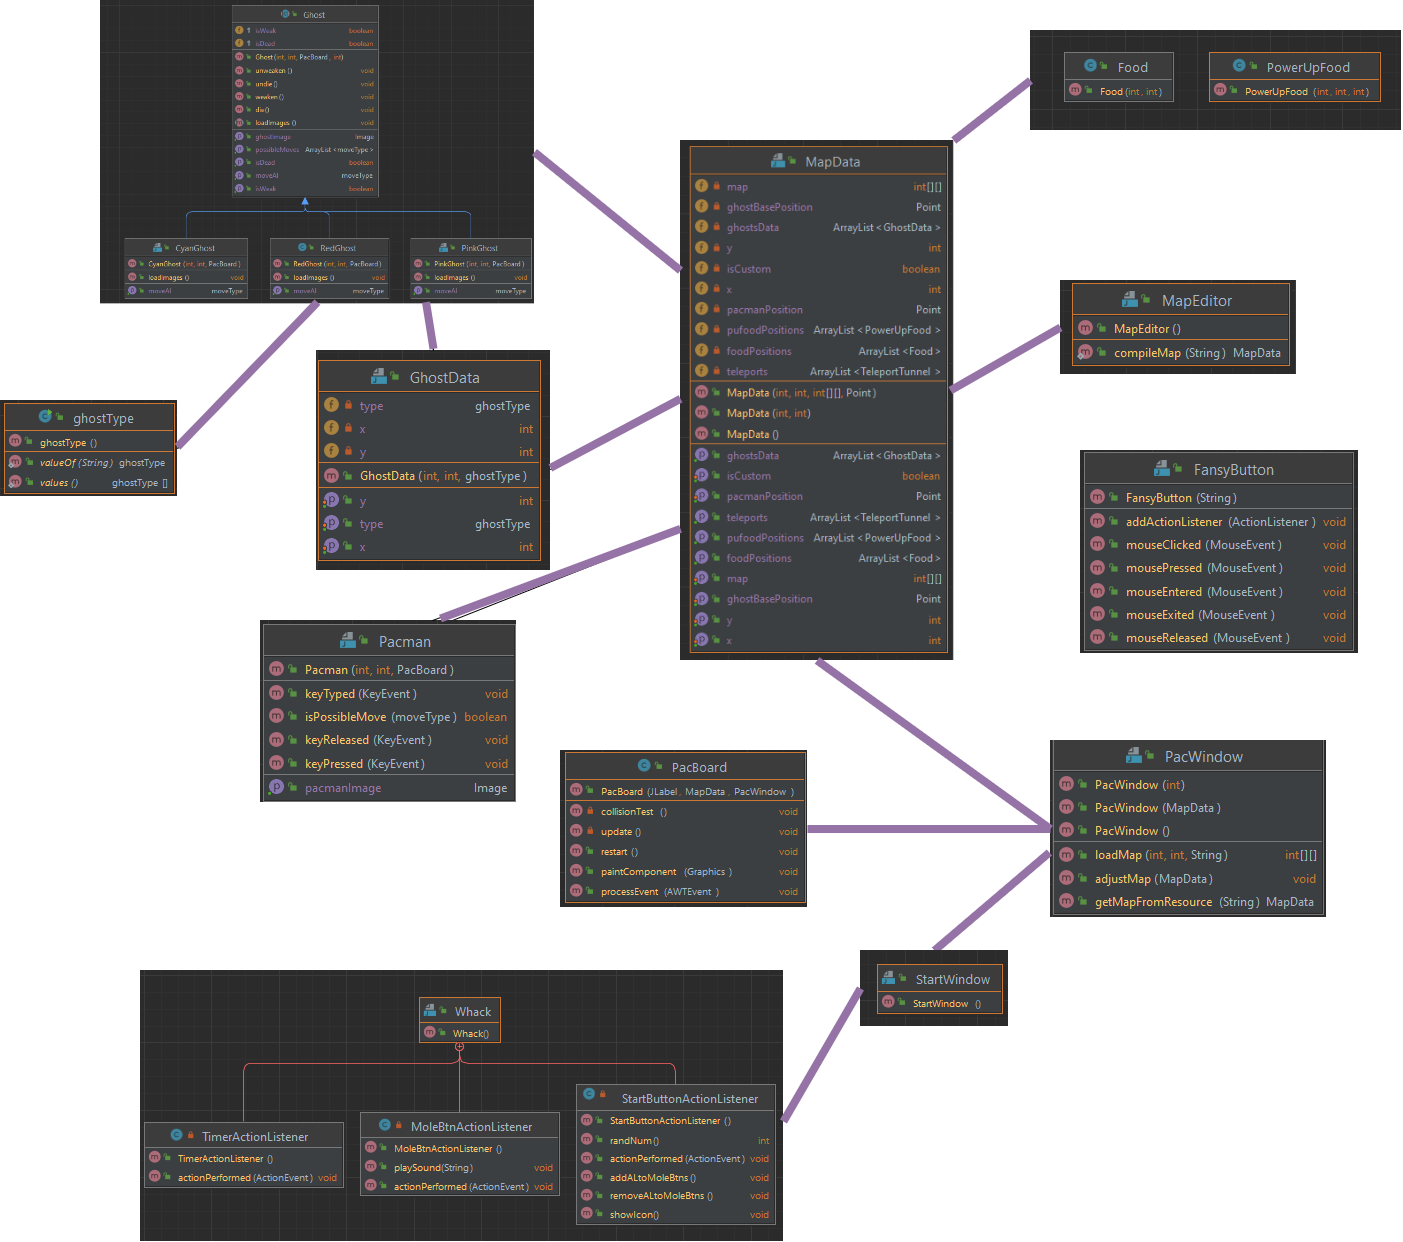 Ghost
isWeak boolean
isDead boolean
Ghost (int, int, PacBoard, int)
unweaken () void
undie () void
weaken () void
die() void
loadImages () void
ghostImage Image
possibleMoves ArrayList <moveType>
isDead boolean
moveAI moveType
isWeak boolean
CyanGhost
CyanGhost (int, int, PacBoard)
loadImages () void
moveAI moveType
RedGhost
RedGhost (int, int, PacBoard)
loadImages () void
moveAI moveType
PinkGhost
PinkGhost (int, int, PacBoard)
loadImages () void
moveAI moveType
Food
Food (int, int)
PowerUpFood
PowerUpFood (int, int, int)
MapData
map int[][]
ghostBasePosition Point
ghostsData ArrayList <GhostData>
y int
isCustom boolean
x int
pacmanPosition Point
pufoodPositions ArrayList <PowerUpFood>
foodPositions ArrayList <Food>
teleports ArrayList <TeleportTunnel>
MapData (int, int, int[][], Point)
MapData (int, int)
MapData ()
ghostsData ArrayList <GhostData>
isCustom boolean
pacmanPosition Point
teleports ArrayList <TeleportTunnel>
pufoodPositions ArrayList <PowerUpFood>
foodPositions ArrayList <Food>
map int[][]
ghostBasePosition Point
y int
x int
MapEditor
MapEditor ()
compileMap (String) MapData
GhostData
type ghostType
x int
y int
GhostData (int, int, ghostType)
y int
type ghostType
x int
ghostType
ghostType ()
valueOf (String) ghostType
values () ghostType []
FansyButton
FansyButton (String)
addActionListener (ActionListener) void
mouseClicked (MouseEvent) void
mousePressed (MouseEvent) void
mouseEntered (MouseEvent) void
mouseExited (MouseEvent) void
mouseReleased (MouseEvent) void
Pacman
Pacman (int, int, PacBoard)
keyTyped (KeyEvent) void
isPossibleMove (moveType) boolean
keyReleased (KeyEvent) void
keyPressed (KeyEvent) void
pacmanImage Image
PacBoard
PacBoard (JLabel, MapData, PacWindow)
collisionTest () void
update () void
restart () void
paintComponent (Graphics) void
processEvent (AWTEvent) void
PacWindow
PacWindow (int)
PacWindow (MapData)
PacWindow ()
loadMap (int, int, String) int[][]
adjustMap (MapData) void
getMapFromResource (String) MapData
StartWindow
StartWindow ()
Whack
Whack()
TimerActionListener
TimerActionListener ()
actionPerformed (ActionEvent) void
MoleBtnActionListener
MoleBtnActionListener ()
playSound(String) void
actionPerformed (ActionEvent) void
StartButtonActionListener
StartButtonActionListener ()
randNum() int
actionPerformed (ActionEvent) void
addALtoMoleBtns () void
removeALtoMoleBtns () void
showIcon() void